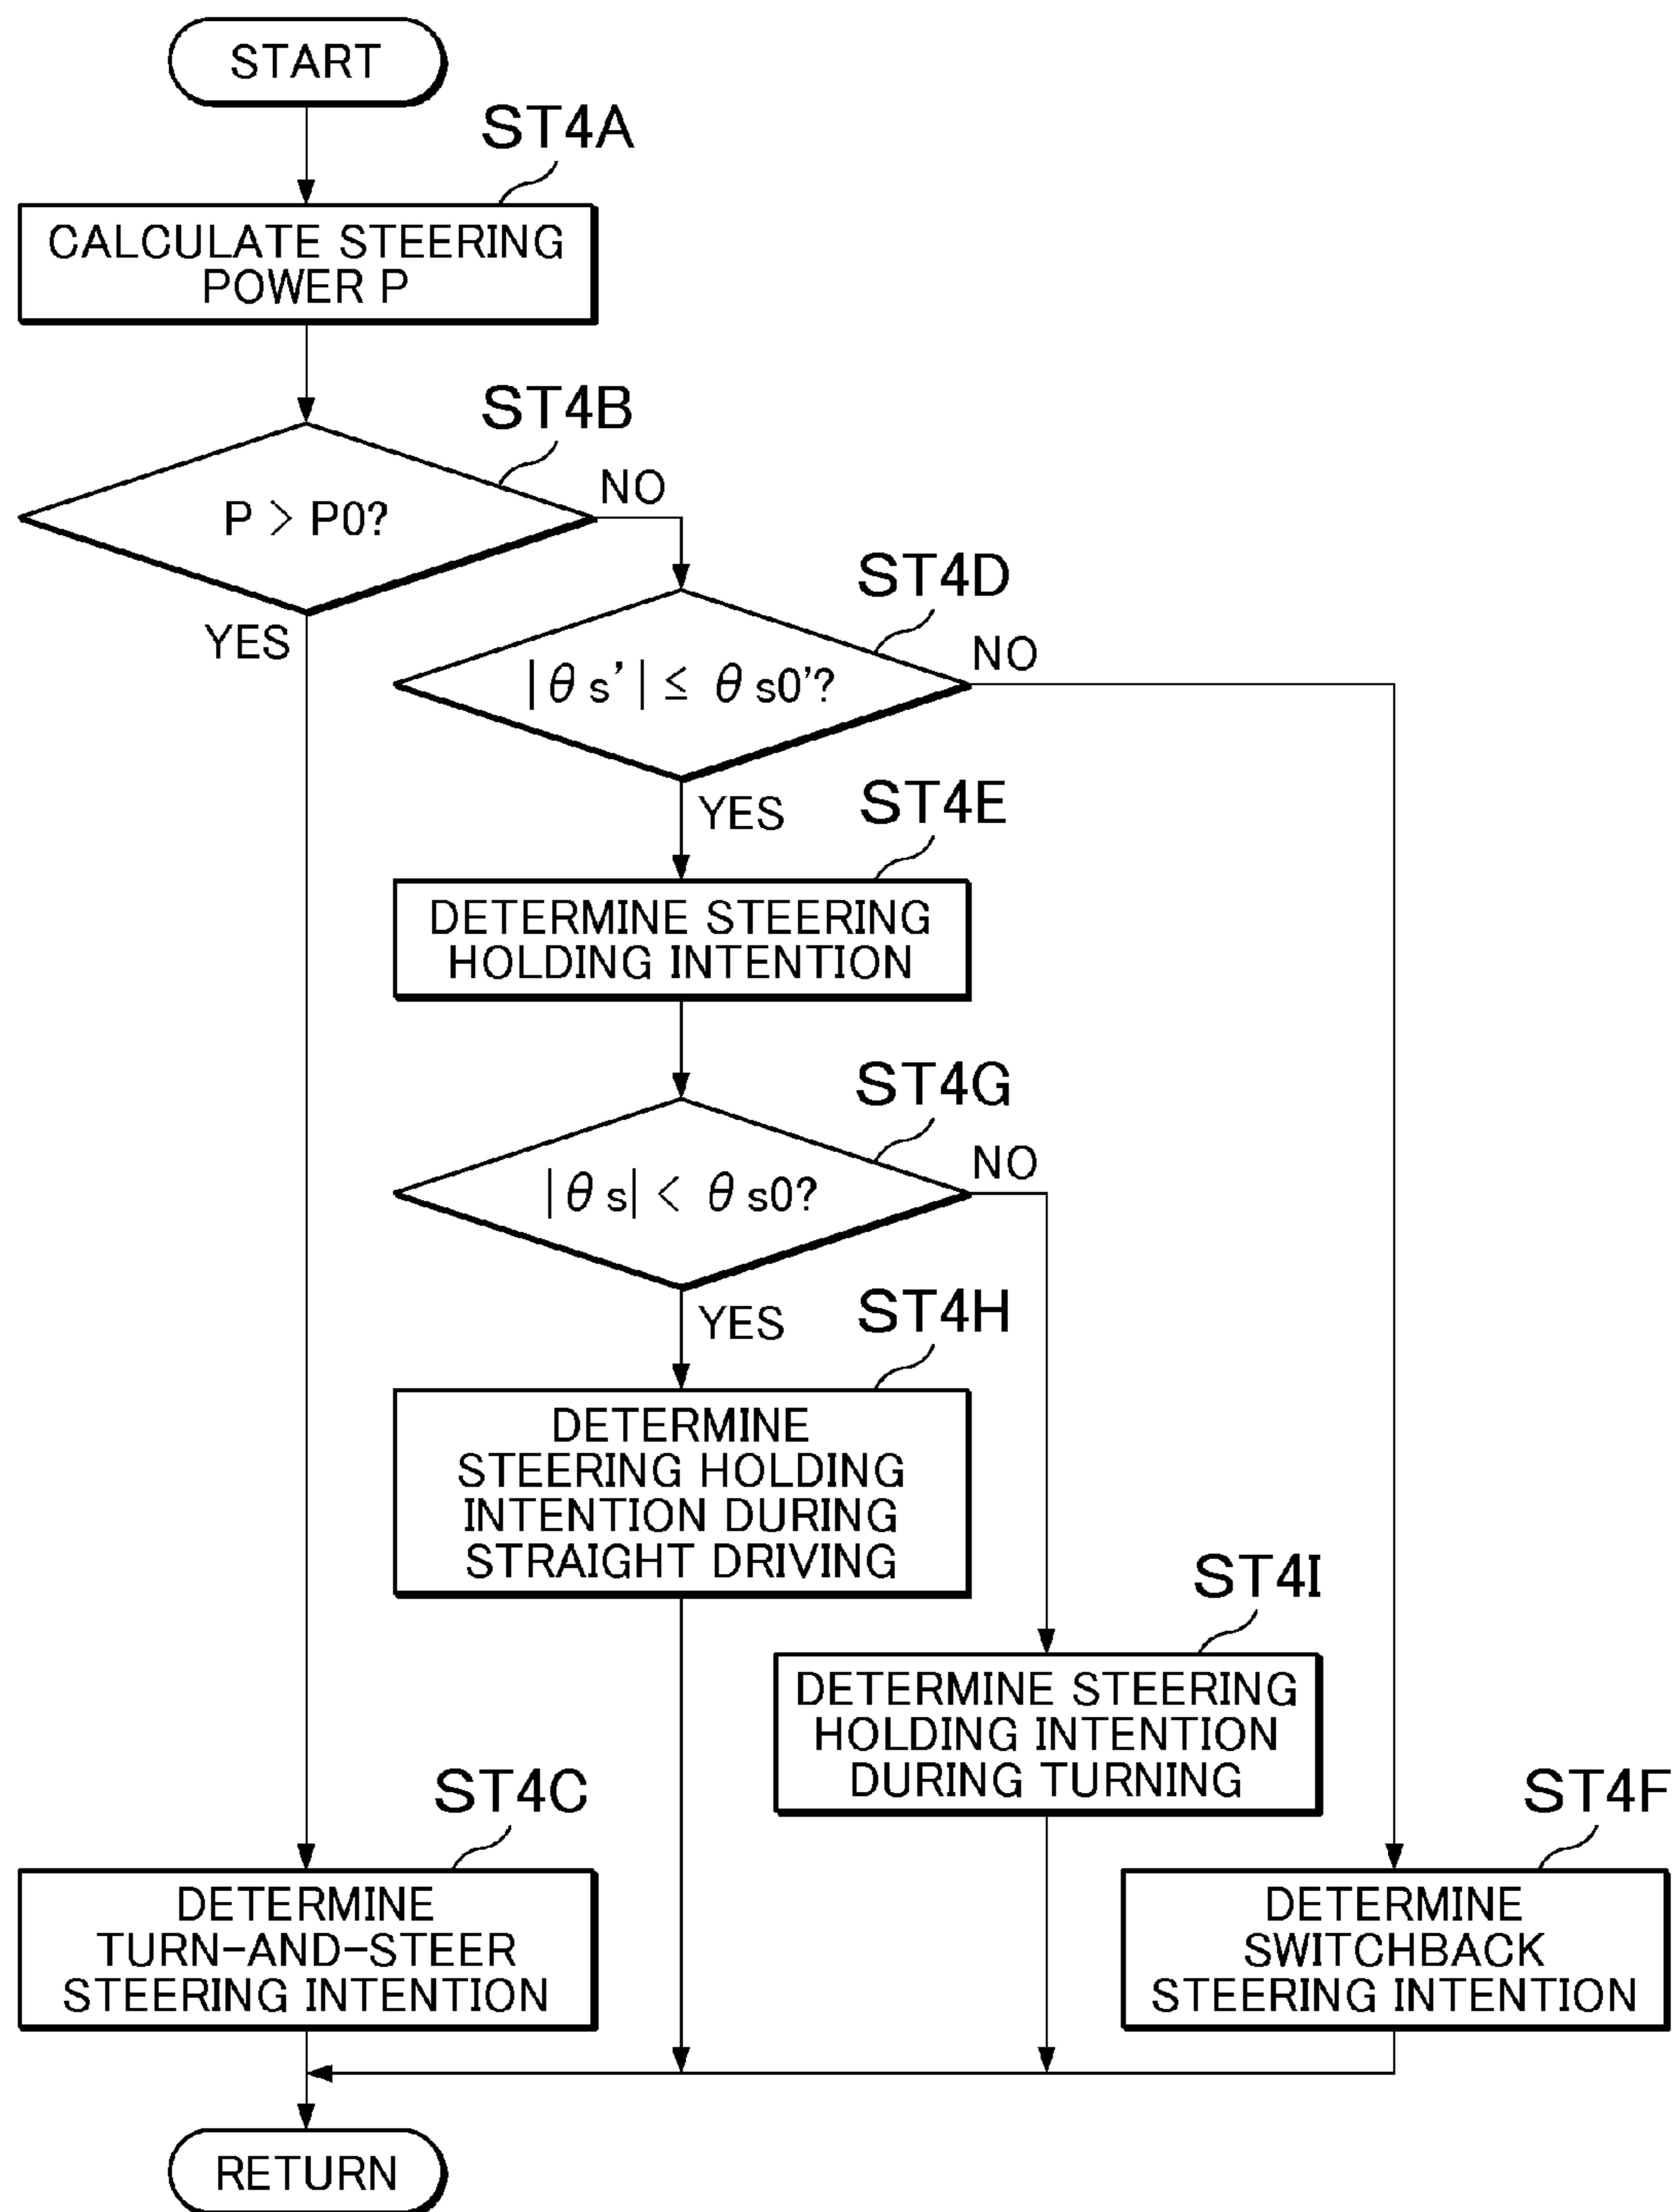 START
ST4A
CALCULATE STEERING
POWER P
ST4B
P > P0?
NO
YES
ST4D
|θs'| ≤ θs0'?
NO
YES
ST4E
DETERMINE STEERING
HOLDING INTENTION
ST4G
|θs| < θs0?
NO
YES
ST4H
DETERMINE
STEERING HOLDING
INTENTION DURING
STRAIGHT DRIVING
ST4I
DETERMINE STEERING
HOLDING INTENTION
DURING TURNING
ST4C
DETERMINE
TURN-AND-STEER
STEERING INTENTION
ST4F
DETERMINE
SWITCHBACK
STEERING INTENTION
RETURN